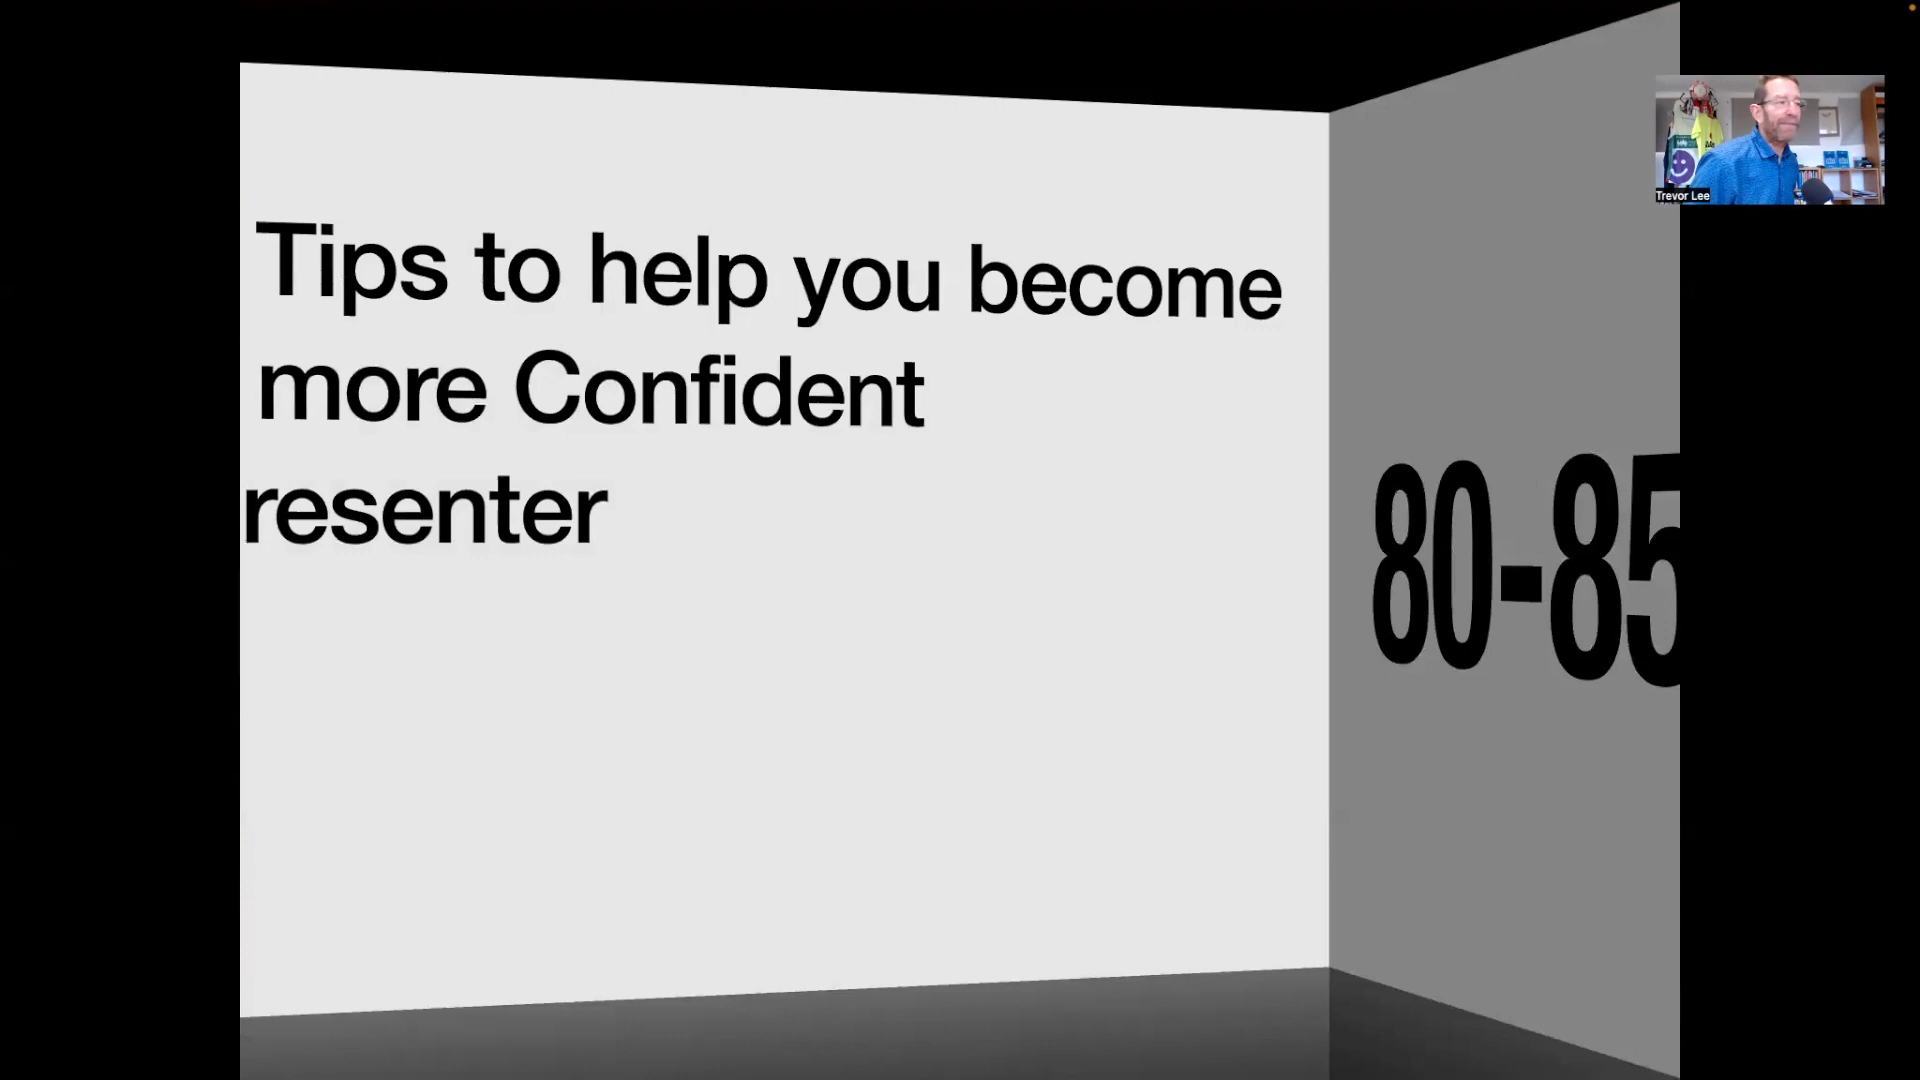 Tips to help you become
more Confident
resenter
80-85
Trevor Lee